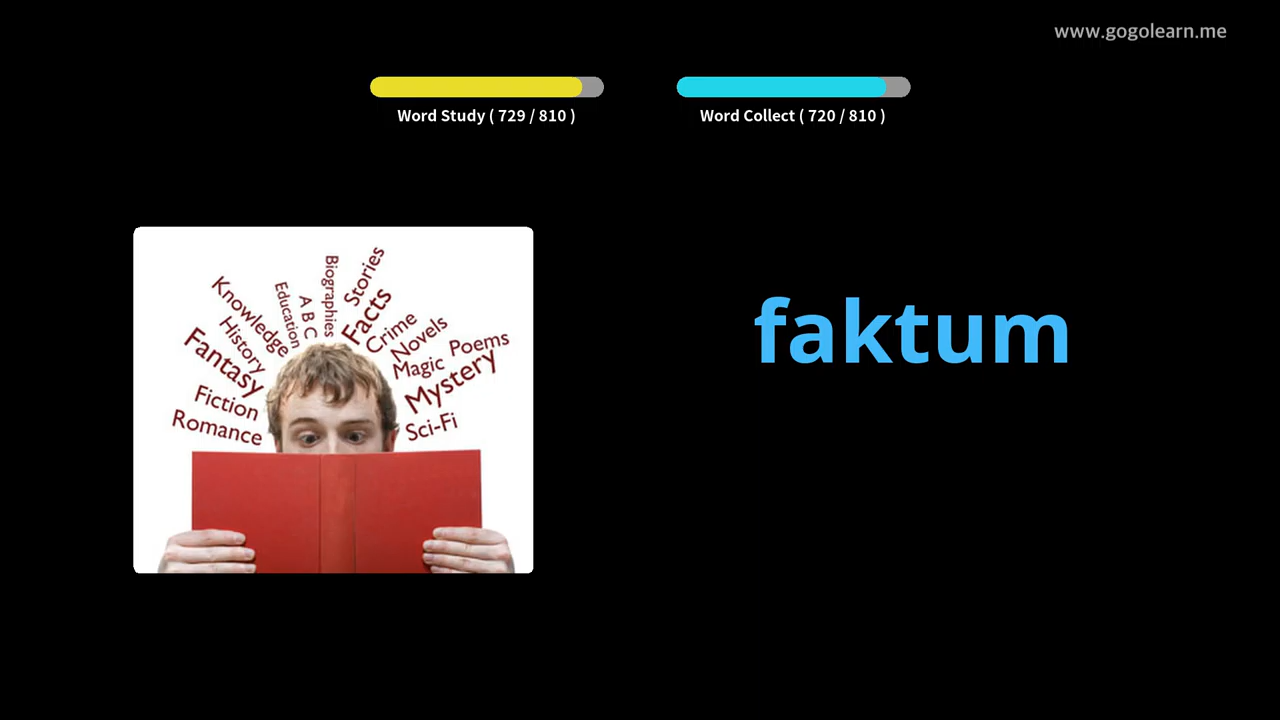 www.gogolearn.me
Word Study ( 729 / 810 )
Word Collect ( 720 / 810 )
Biographies
Stories
Education
A B C
Facts
Knowledge
Crime
History
Novels
Poems
Fantasy
Magic
Mystery
Fiction
Romance
Sci-Fi
faktum